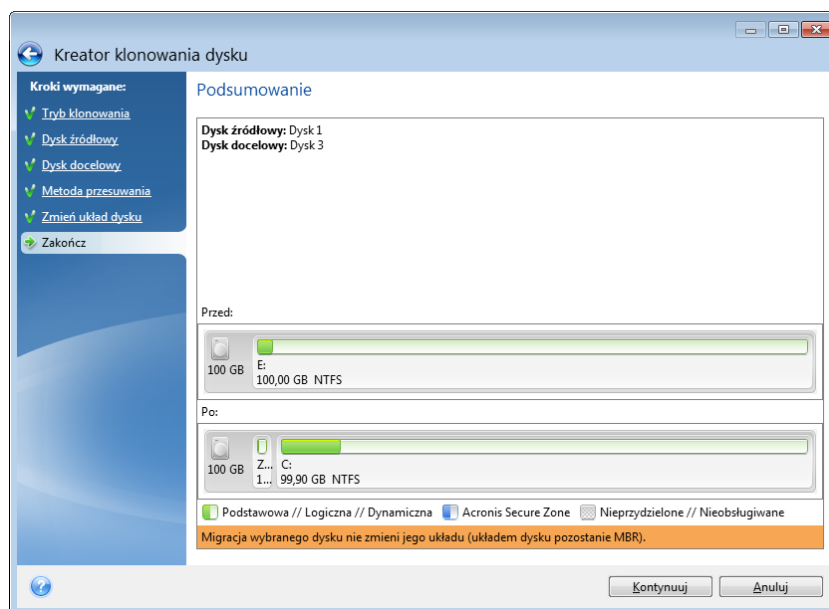 Kreator klonowania dysku
Kroki wymagane:
Tryb klonowania
Dysk źródłowy
Dysk docelowy
Metoda przesuwania
Zmień układ dysku
Zakończ
Podsumowanie
Dysk źródłowy: Dysk 1
Dysk docelowy: Dysk 3
Przed:
100 GB
E:
100,00 GB NTFS
Po:
100 GB
Z... C:
1... 99,90 GB NTFS
Podstawowa // Logiczna // Dynamiczna Acronis Secure Zone Nieprzydzielone // Nieobsługiwane
Migracja wybranego dysku nie zmieni jego układu (układem dysku pozostanie MBR).
? Kontynuuj Anuluj